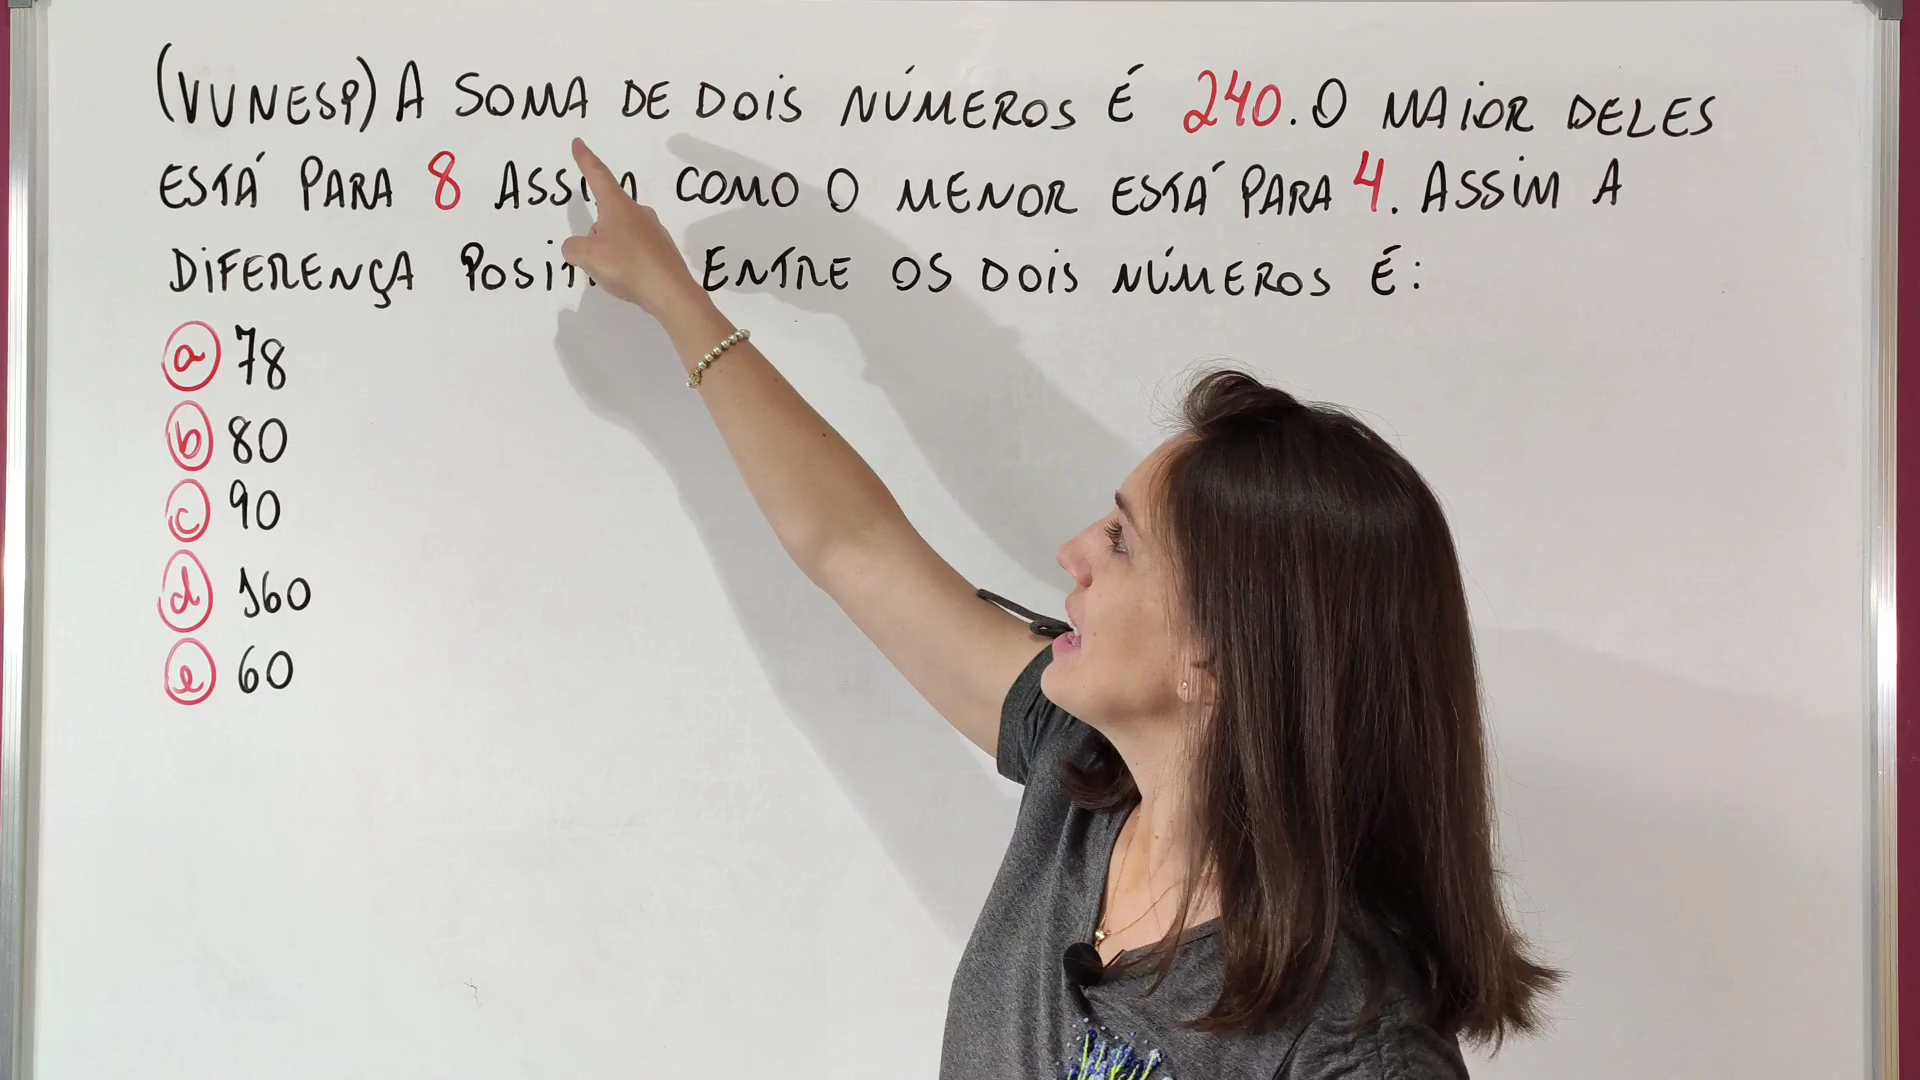 (VUNESP) A SOMA DE DOIS NÚMEROS É 240. O MAIOR DELES
ESTÁ PARA 8 ASSIM COMO O MENOR ESTÁ PARA 4. ASSIM A
DIFERENÇA ENTRE OS DOIS NÚMEROS É:
a 78
b 80
c 90
d 160
e 60